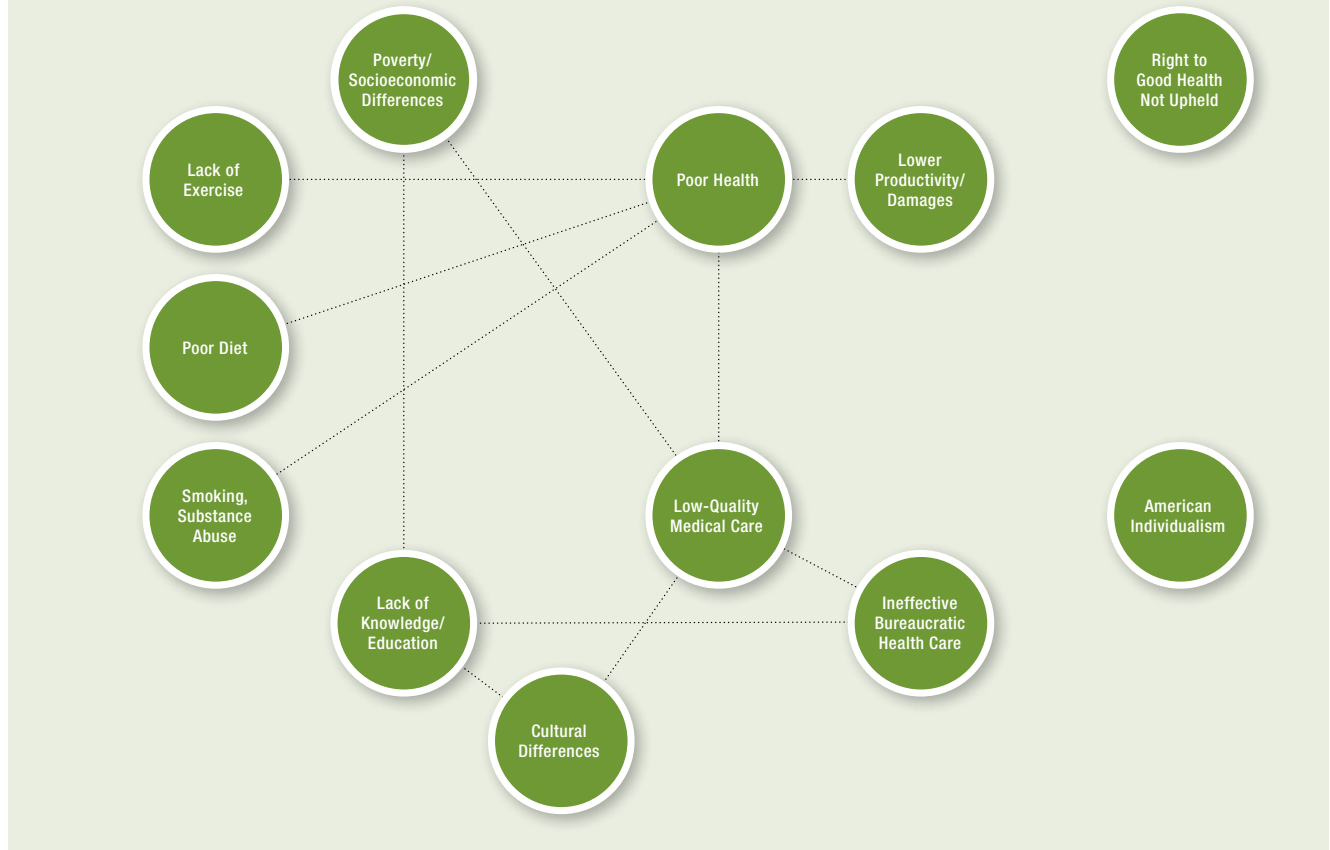 Poverty/
Socioeconomic
Differences
Right to
Good Health
Not Upheld
Lack of
Exercise
Poor Health
Lower
Productivity/
Damages
Poor Diet
Smoking,
Substance
Abuse
Low-Quality
Medical Care
American
Individualism
Lack of
Knowledge/
Education
Ineffective
Bureaucratic
Health Care
Cultural
Differences